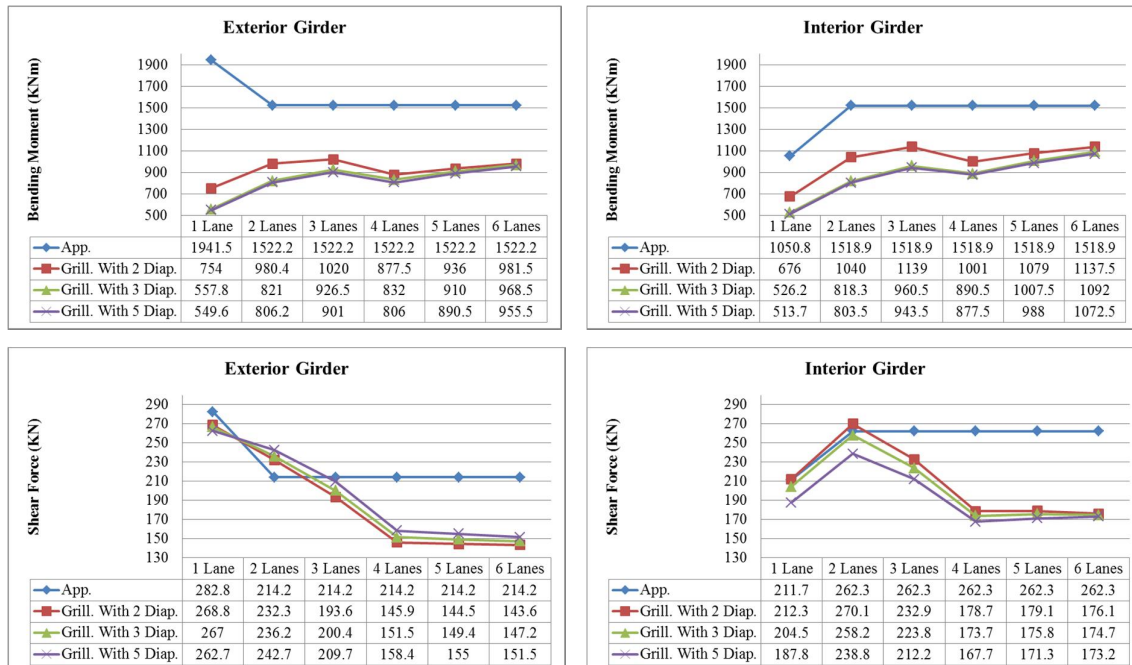 Exterior Girder
Bending Moment (KNm)
1900
1700
1500
1300
1100
900
700
500
1 Lane 2 Lanes 3 Lanes 4 Lanes 5 Lanes 6 Lanes
App. 1941.5 1522.2 1522.2 1522.2 1522.2 1522.2
Grill. With 2 Diap. 754 980.4 1020 877.5 936 981.5
Grill. With 3 Diap. 557.8 821 926.5 832 910 968.5
Grill. With 5 Diap. 549.6 806.2 901 806 890.5 955.5
Interior Girder
Bending Moment (KNm)
1900
1700
1500
1300
1100
900
700
500
1 Lane 2 Lanes 3 Lanes 4 Lanes 5 Lanes 6 Lanes
App. 1050.8 1518.9 1518.9 1518.9 1518.9 1518.9
Grill. With 2 Diap. 676 1040 1139 1001 1079 1137.5
Grill. With 3 Diap. 526.2 818.3 960.5 890.5 1007.5 1092
Grill. With 5 Diap. 513.7 803.5 943.5 877.5 988 1072.5
Exterior Girder
Shear Force (KN)
290
270
250
230
210
190
170
150
130
1 Lane 2 Lanes 3 Lanes 4 Lanes 5 Lanes 6 Lanes
App. 282.8 214.2 214.2 214.2 214.2 214.2
Grill. With 2 Diap. 268.8 232.3 193.6 145.9 144.5 143.6
Grill. With 3 Diap. 267 236.2 200.4 151.5 149.4 147.2
Grill. With 5 Diap. 262.7 242.7 209.7 158.4 155 151.5
Interior Girder
Shear Force (KN)
290
270
250
230
210
190
170
150
130
1 Lane 2 Lanes 3 Lanes 4 Lanes 5 Lanes 6 Lanes
App. 211.7 262.3 262.3 262.3 262.3 262.3
Grill. With 2 Diap. 212.3 270.1 232.9 178.7 179.1 176.1
Grill. With 3 Diap. 204.5 258.2 223.8 173.7 175.8 174.7
Grill. With 5 Diap. 187.8 238.8 212.2 167.7 171.3 173.2